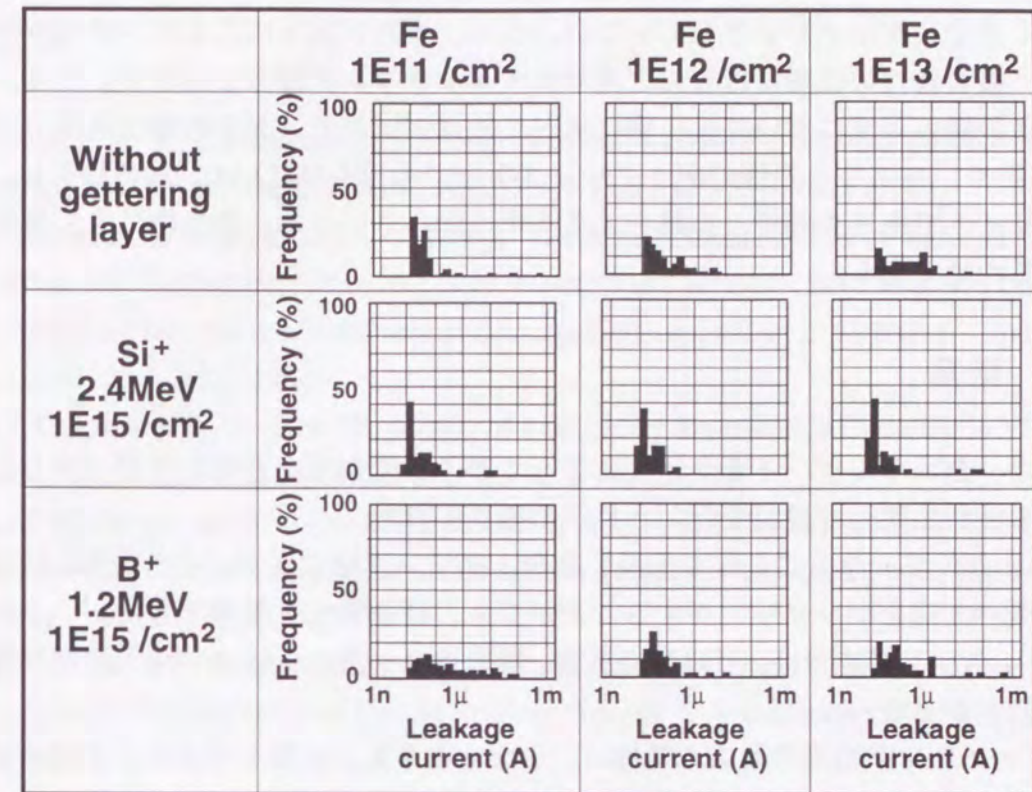 Fe
1E11 /cm2
Fe
1E12 /cm2
Fe
1E13 /cm2
Without
gettering
layer
Frequency (%)
100
50
0
Si+
2.4MeV
1E15 /cm2
Frequency (%)
100
50
0
B+
1.2MeV
1E15 /cm2
Frequency (%)
100
50
0
1n 1μ 1m
1n 1μ 1m
1n 1μ 1m
Leakage
current (A)
Leakage
current (A)
Leakage
current (A)